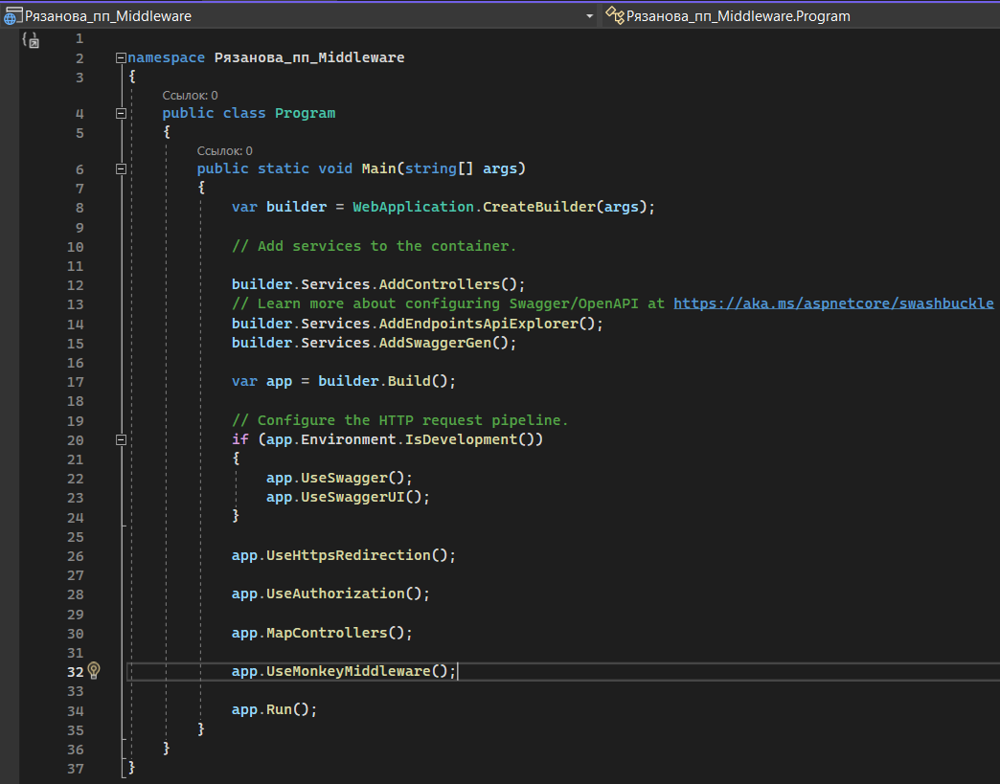 Рязанова_пп_Middleware Рязанова_пп_Middleware.Program
1
2 namespace Рязанова_пп_Middleware
3 {
Ссылок: 0
4 public class Program
5 {
Ссылок: 0
6 public static void Main(string[] args)
7 {
8 var builder = WebApplication.CreateBuilder(args);
9
10 // Add services to the container.
11
12 builder.Services.AddControllers();
13 // Learn more about configuring Swagger/OpenAPI at https://aka.ms/aspnetcore/swashbuckle
14 builder.Services.AddEndpointsApiExplorer();
15 builder.Services.AddSwaggerGen();
16
17 var app = builder.Build();
18
19 // Configure the HTTP request pipeline.
20 if (app.Environment.IsDevelopment())
21 {
22 app.UseSwagger();
23 app.UseSwaggerUI();
24 }
25
26 app.UseHttpsRedirection();
27
28 app.UseAuthorization();
29
30 app.MapControllers();
31
32 app.UseMonkeyMiddleware();
33
34 app.Run();
35 }
36 }
37 }